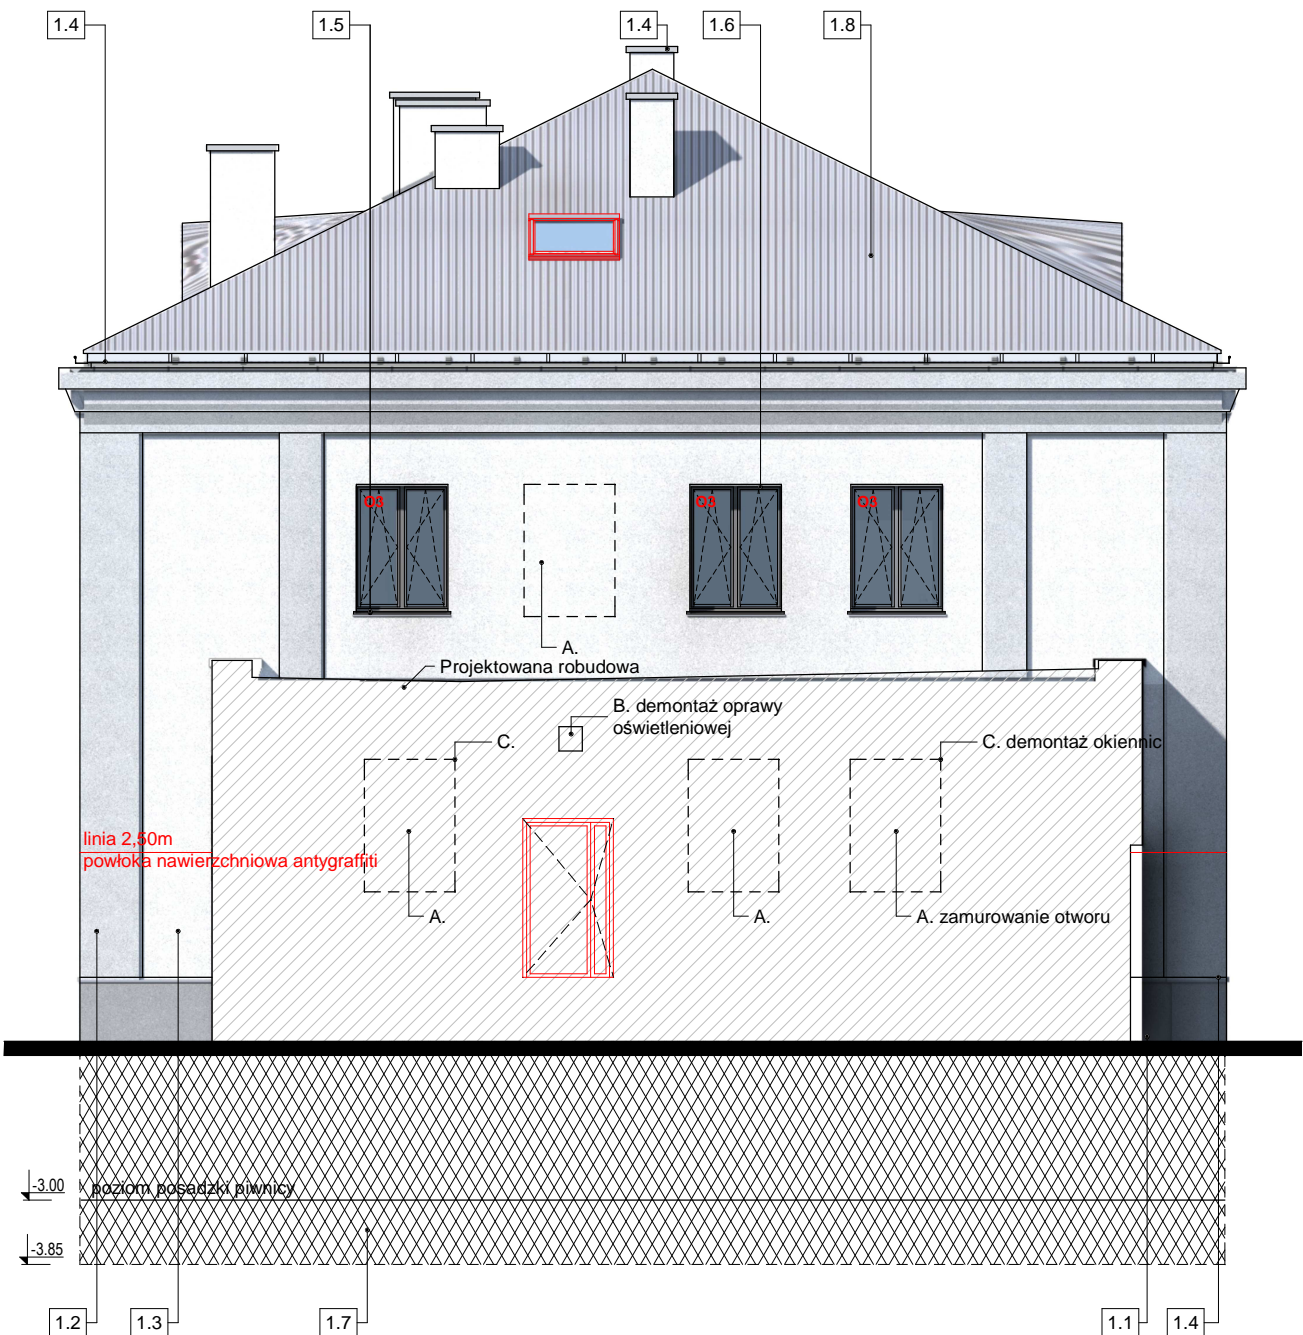 1.4
1.5
1.4
1.6
1.8
O3
O3
O3
A.
Projektowana robudowa
B. demontaż oprawy
oświetleniowej
C.
C. demontaż okiennic
linia 2,50m
powłoka nawierzchniowa antygraffiti
A.
A.
A. zamurowanie otworu
-3.00
poziom posadzki piwnicy
-3.85
1.2
1.3
1.7
1.1
1.4